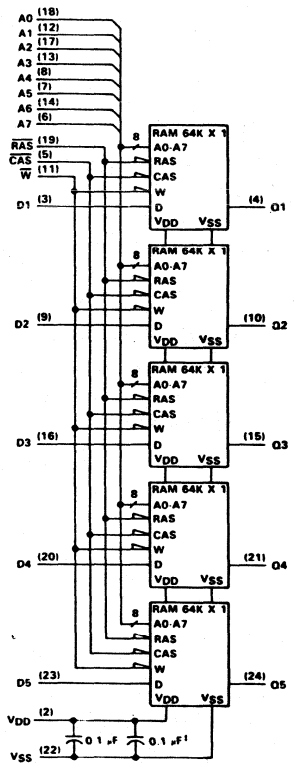 A0 (18)
A1 (12)
A2 (17)
A3 (13)
A4 (8)
A5 (7)
A6 (14)
A7 (6)
RAS (19)
CAS (5)
W (11)
RAM 64K X 1
8 A0-A7
RAS
CAS
W
D1 (3) D (4) Q1
VDD VSS
RAM 64K X 1
8 A0-A7
RAS
CAS
W
D2 (9) D (10) Q2
VDD VSS
RAM 64K X 1
8 A0-A7
RAS
CAS
W
D3 (16) D (15) Q3
VDD VSS
RAM 64K X 1
8 A0-A7
RAS
CAS
W
D4 (20) D (21) Q4
VDD VSS
RAM 64K X 1
8 A0-A7
RAS
CAS
W
D5 (23) D (24) Q5
VDD VSS
VDD (2)
0.1 µF 0.1 µF
VSS (22)